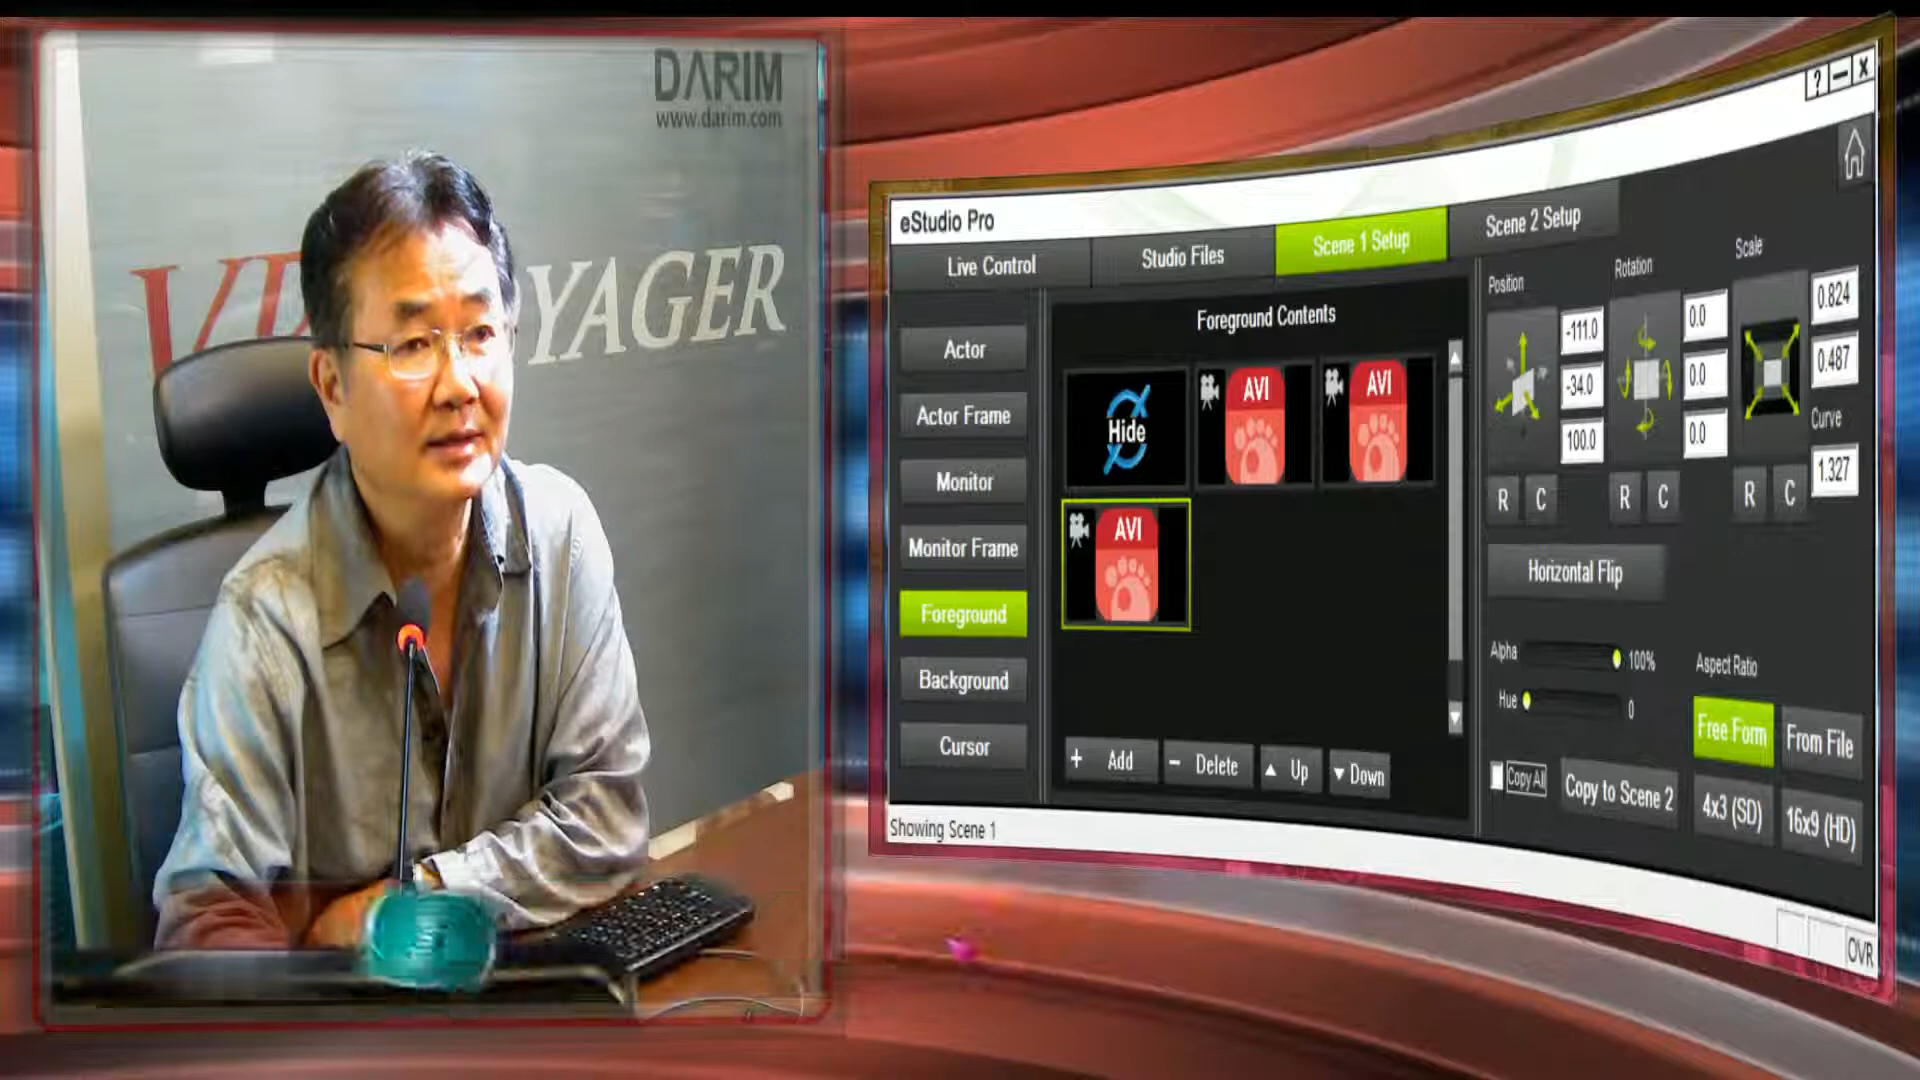 DARIM
www.darim.com
YAGER
? – x
eStudio Pro
Live Control
Studio Files
Scene 1 Setup
Scene 2 Setup
Actor
Actor Frame
Monitor
Monitor Frame
Foreground
Background
Cursor
Foreground Contents
Hide
AVI
AVI
AVI
+ Add
– Delete
▲ Up
▼ Down
Position
-111.0
-34.0
100.0
R C
Rotation
0.0
0.0
0.0
R C
Scale
0.824
0.487
Curve
1.327
R C
Horizontal Flip
Alpha 100%
Hue 0
Copy All
Copy to Scene 2
Aspect Ratio
Free Form
From File
4x3 (SD)
16x9 (HD)
Showing Scene 1
OVR